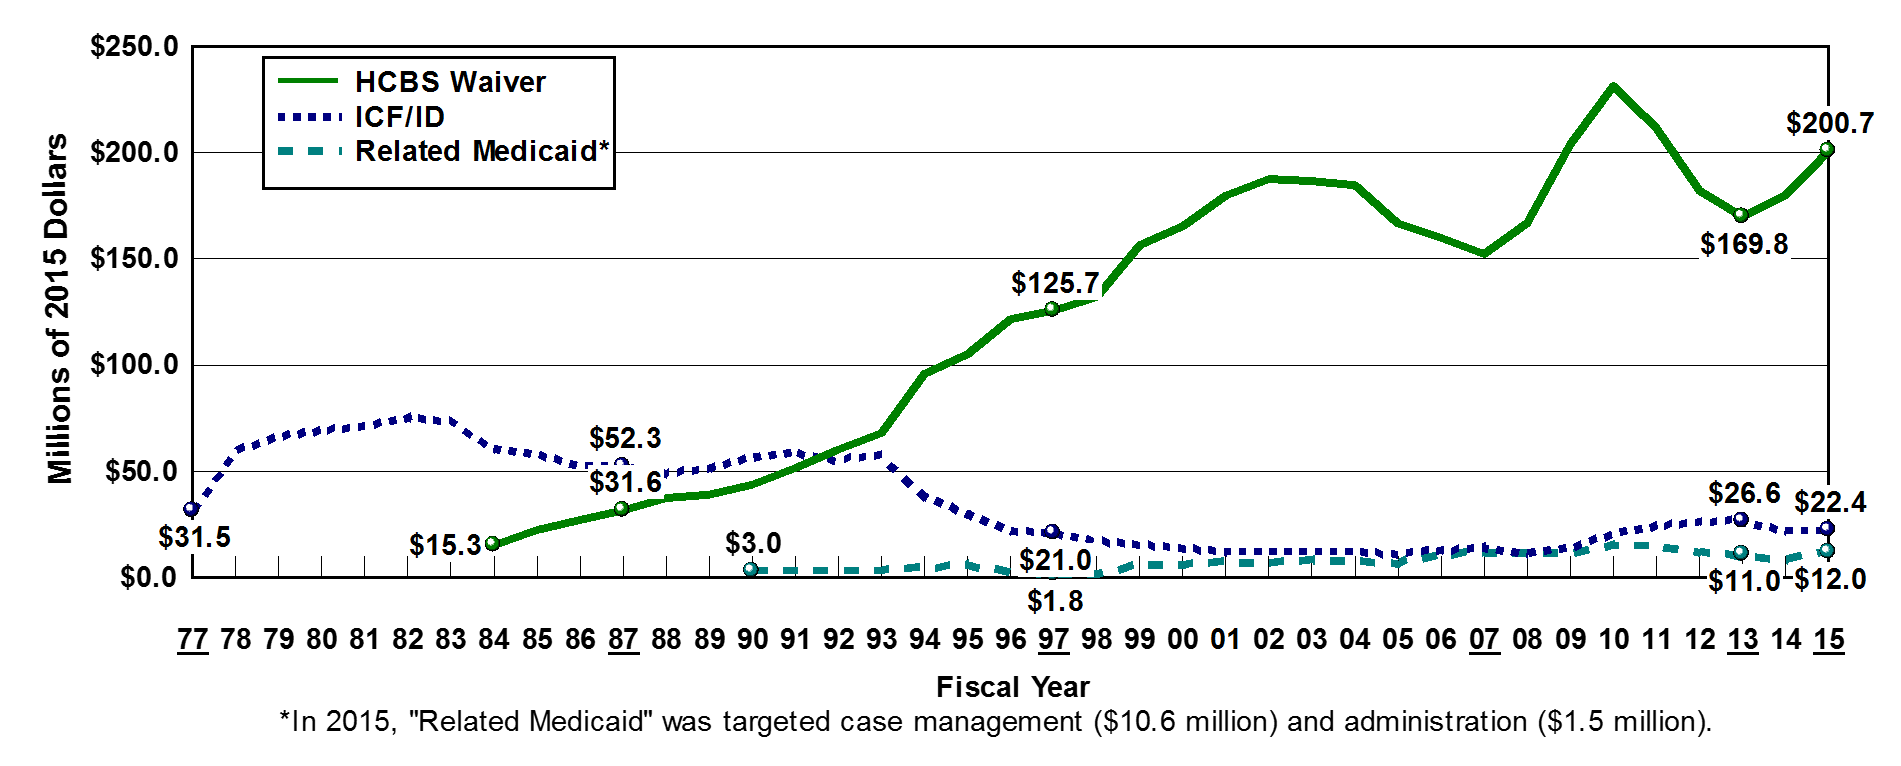 $250.0
$200.0
$150.0
$100.0
$50.0
$0.0
Millions of 2015 Dollars
HCBS Waiver
ICF/ID
Related Medicaid*
$200.7
$169.8
$125.7
$52.3
$31.6
$31.5
$15.3
$3.0
$21.0
$1.8
$26.6
$22.4
$11.0
$12.0
77 78 79 80 81 82 83 84 85 86 87 88 89 90 91 92 93 94 95 96 97 98 99 00 01 02 03 04 05 06 07 08 09 10 11 12 13 14 15
Fiscal Year
*In 2015, "Related Medicaid" was targeted case management ($10.6 million) and administration ($1.5 million).